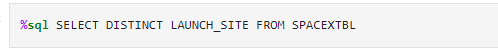 %sql SELECT DISTINCT LAUNCH_SITE FROM SPACEXTBL